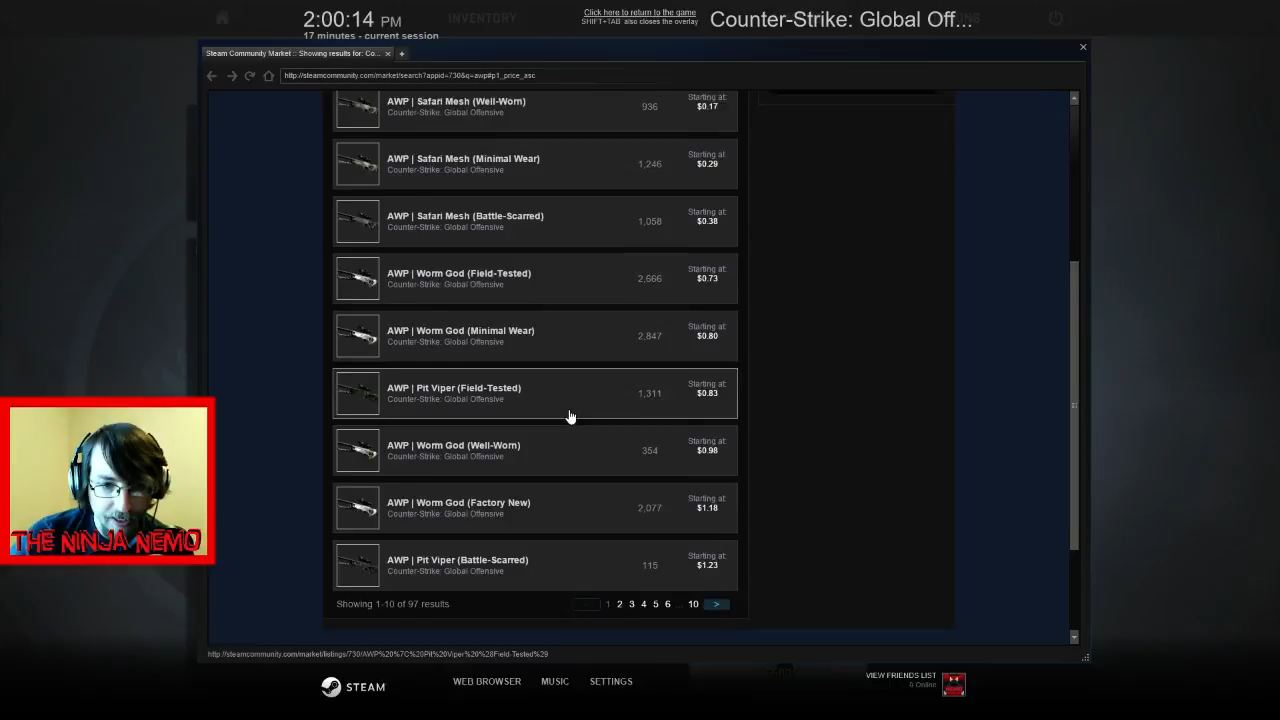 2:00:14 PM
17 minutes - current session
INVENTORY
Click here to return to the game
SHIFT+TAB also closes the overlay
Counter-Strike: Global Off...
Steam Community Market :: Showing results for: Co...
http://steamcommunity.com/market/search?appid=730&q=awp#p1_price_asc
AWP | Safari Mesh (Well-Worn)
Counter-Strike: Global Offensive
936
Starting at:
$0.17
AWP | Safari Mesh (Minimal Wear)
Counter-Strike: Global Offensive
1,246
Starting at:
$0.29
AWP | Safari Mesh (Battle-Scarred)
Counter-Strike: Global Offensive
1,058
Starting at:
$0.38
AWP | Worm God (Field-Tested)
Counter-Strike: Global Offensive
2,666
Starting at:
$0.73
AWP | Worm God (Minimal Wear)
Counter-Strike: Global Offensive
2,847
Starting at:
$0.80
AWP | Pit Viper (Field-Tested)
Counter-Strike: Global Offensive
1,311
Starting at:
$0.83
AWP | Worm God (Well-Worn)
Counter-Strike: Global Offensive
354
Starting at:
$0.98
AWP | Worm God (Factory New)
Counter-Strike: Global Offensive
2,077
Starting at:
$1.18
AWP | Pit Viper (Battle-Scarred)
Counter-Strike: Global Offensive
115
Starting at:
$1.23
Showing 1-10 of 97 results
1 2 3 4 5 6 ... 10 >
THE NINJA NEMO
http://steamcommunity.com/market/listings/730/AWP%20%7C%20Pit%20Viper%20%28Field-Tested%29
STEAM
WEB BROWSER
MUSIC
SETTINGS
VIEW FRIENDS LIST
6 Online